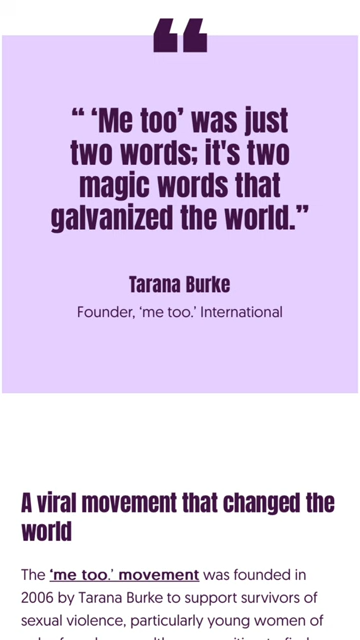 “ ‘Me too’ was just
two words; it's two
magic words that
galvanized the world.”
Tarana Burke
Founder, ‘me too.’ International
A viral movement that changed the
world
The ‘me too.’ movement was founded in
2006 by Tarana Burke to support survivors of
sexual violence, particularly young women of